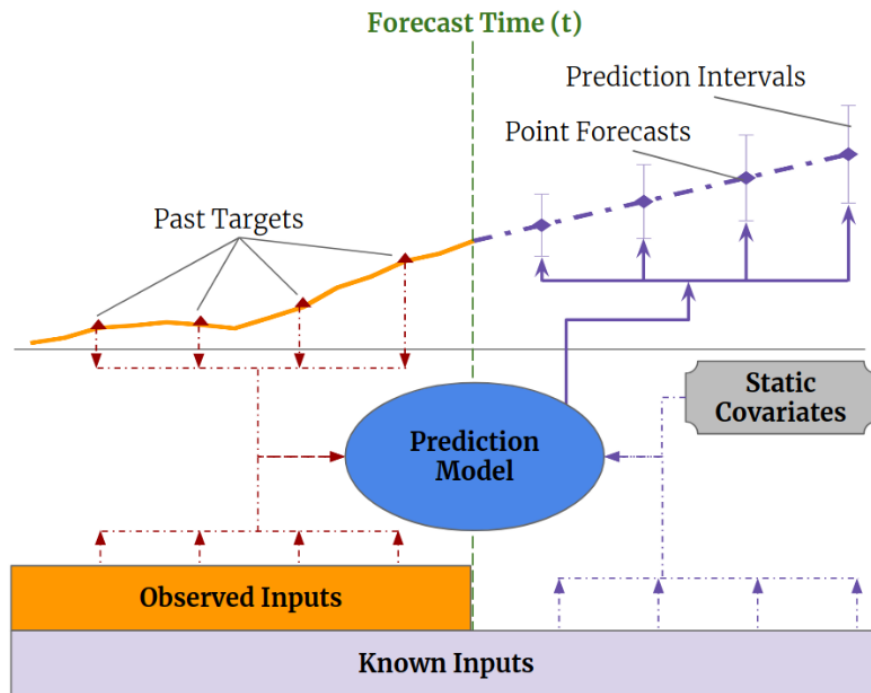 Forecast Time (t)
Prediction Intervals
Point Forecasts
Past Targets
Static
Covariates
Prediction
Model
Observed Inputs
Known Inputs